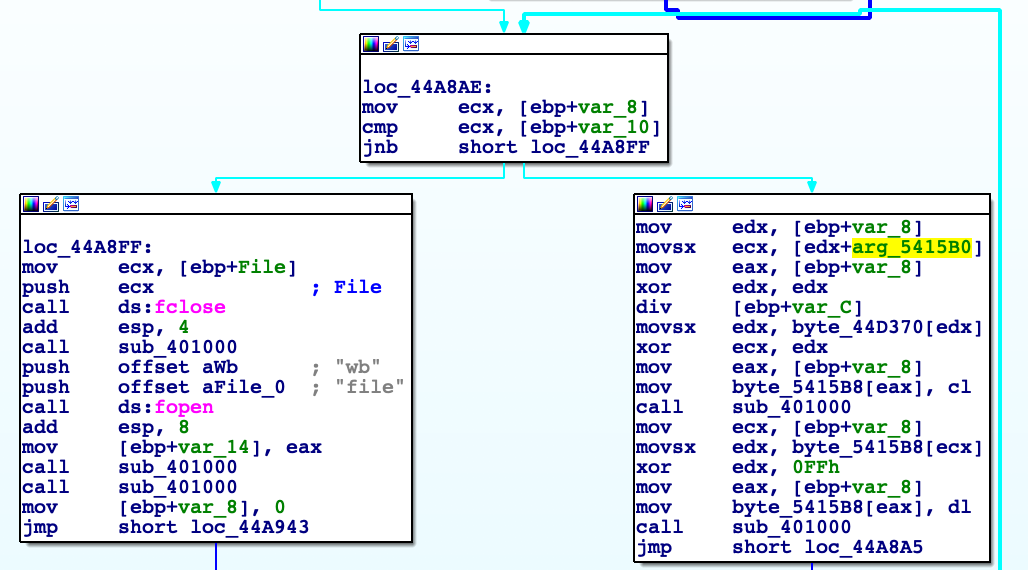 loc_44A8AE:
mov ecx, [ebp+var_8]
cmp ecx, [ebp+var_10]
jnb short loc_44A8FF
loc_44A8FF:
mov ecx, [ebp+File]
push ecx ; File
call ds:fclose
add esp, 4
call sub_401000
push offset aWb ; "wb"
push offset aFile_0 ; "file"
call ds:fopen
add esp, 8
mov [ebp+var_14], eax
call sub_401000
call sub_401000
mov [ebp+var_8], 0
jmp short loc_44A943
mov edx, [ebp+var_8]
movsx ecx, [edx+arg_5415B0]
mov eax, [ebp+var_8]
xor edx, edx
div [ebp+var_C]
movsx edx, byte_44D370[edx]
xor ecx, edx
mov eax, [ebp+var_8]
mov byte_5415B8[eax], cl
call sub_401000
mov ecx, [ebp+var_8]
movsx edx, byte_5415B8[ecx]
xor edx, 0FFh
mov eax, [ebp+var_8]
mov byte_5415B8[eax], dl
call sub_401000
jmp short loc_44A8A5